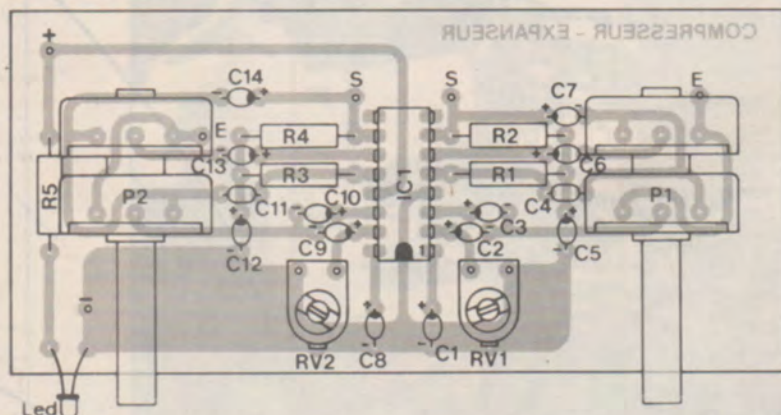 COMPRESSEUR - EXPANSEUR
+
C14
S
S
C7
E
E
R4
R2
C13
C6
R3
R1
R5
P2
IC1
P1
C11
C10
C3
C4
C12
C9
C2
C5
1
RV2
C8
C1
RV1
Led